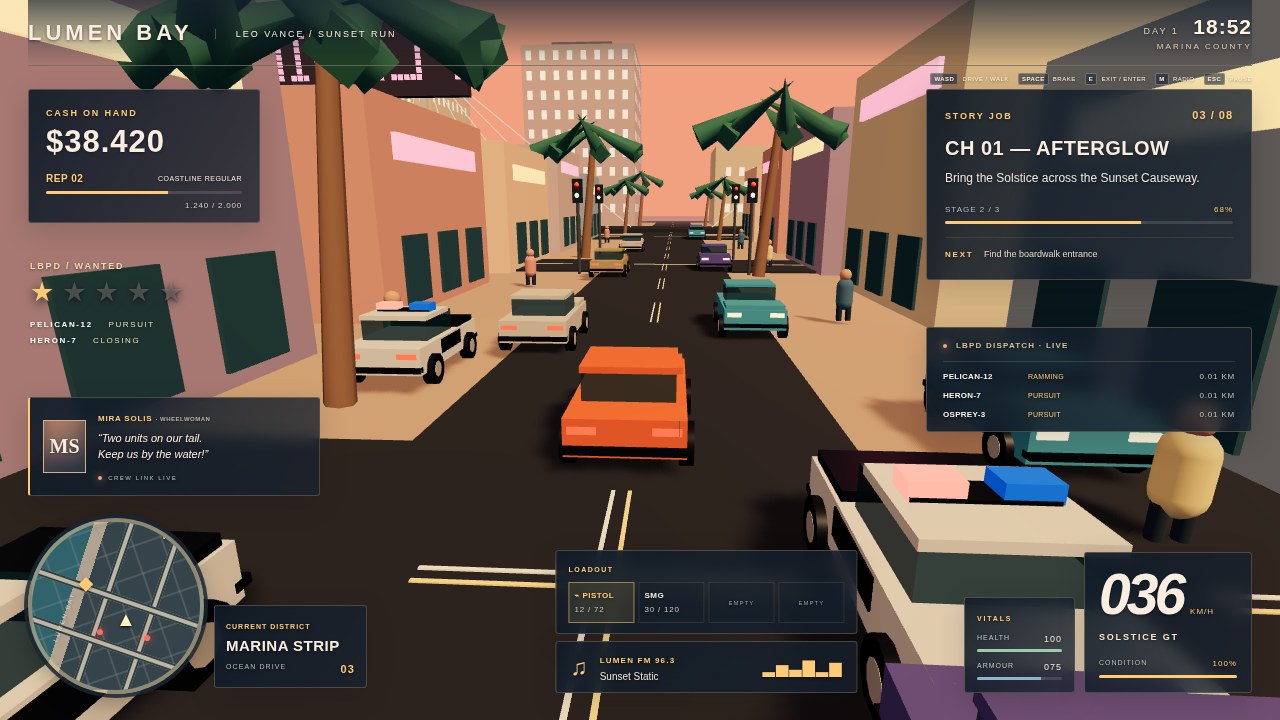 LUMEN BAY
LEO VANCE / SUNSET RUN
DAY 1 18:52
MARINA COUNTY
WASD DRIVE / WALK SPACE BRAKE E EXIT / ENTER M RADIO ESC PAUSE
CASH ON HAND
$38.420
REP 02 COASTLINE REGULAR
1.240 / 2.000
STORY JOB 03 / 08
CH 01 — AFTERGLOW
Bring the Solstice across the Sunset Causeway.
STAGE 2 / 3 68%
NEXT Find the boardwalk entrance
LBPD / WANTED
PELICAN-12 PURSUIT
HERON-7 CLOSING
LBPD DISPATCH · LIVE
PELICAN-12 RAMMING 0.01 KM
HERON-7 PURSUIT 0.01 KM
OSPREY-3 PURSUIT 0.01 KM
MS
MIRA SOLIS · WHEELWOMAN
“Two units on our tail.
Keep us by the water!”
CREW LINK LIVE
CURRENT DISTRICT
MARINA STRIP
OCEAN DRIVE 03
LOADOUT
PISTOL
12 / 72
SMG
30 / 120
EMPTY
EMPTY
LUMEN FM 96.3
Sunset Static
VITALS
HEALTH 100
ARMOUR 075
036 KM/H
SOLSTICE GT
CONDITION 100%